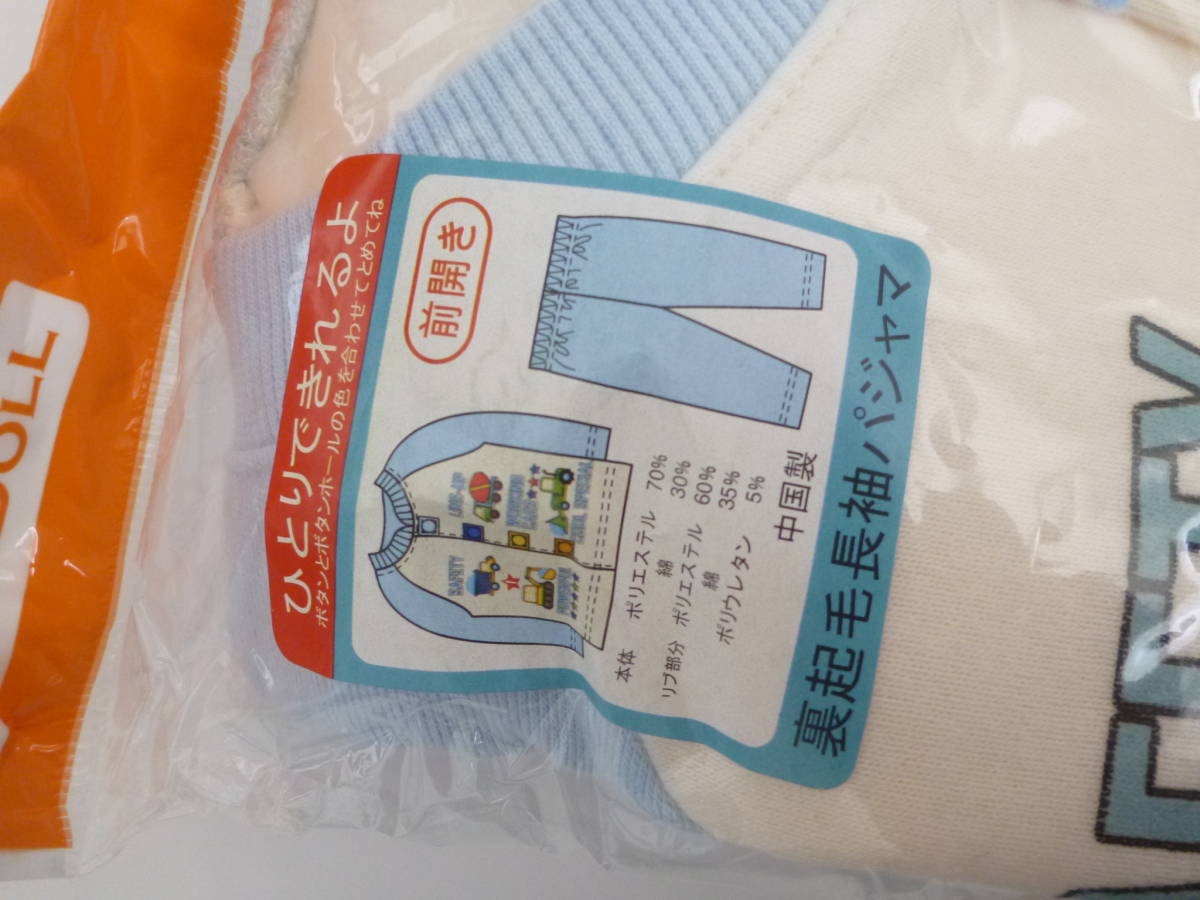 ひとりできれるよ
ボタンとボタンホールの色を合わせてとめてね
前開き
SAFETY
POWERFUL
本体 ポリエステル 70%
綿 30%
リブ部分 ポリエステル 60%
綿 35%
ポリウレタン 5%
中国製
裏起毛長袖パジャマ
OLL